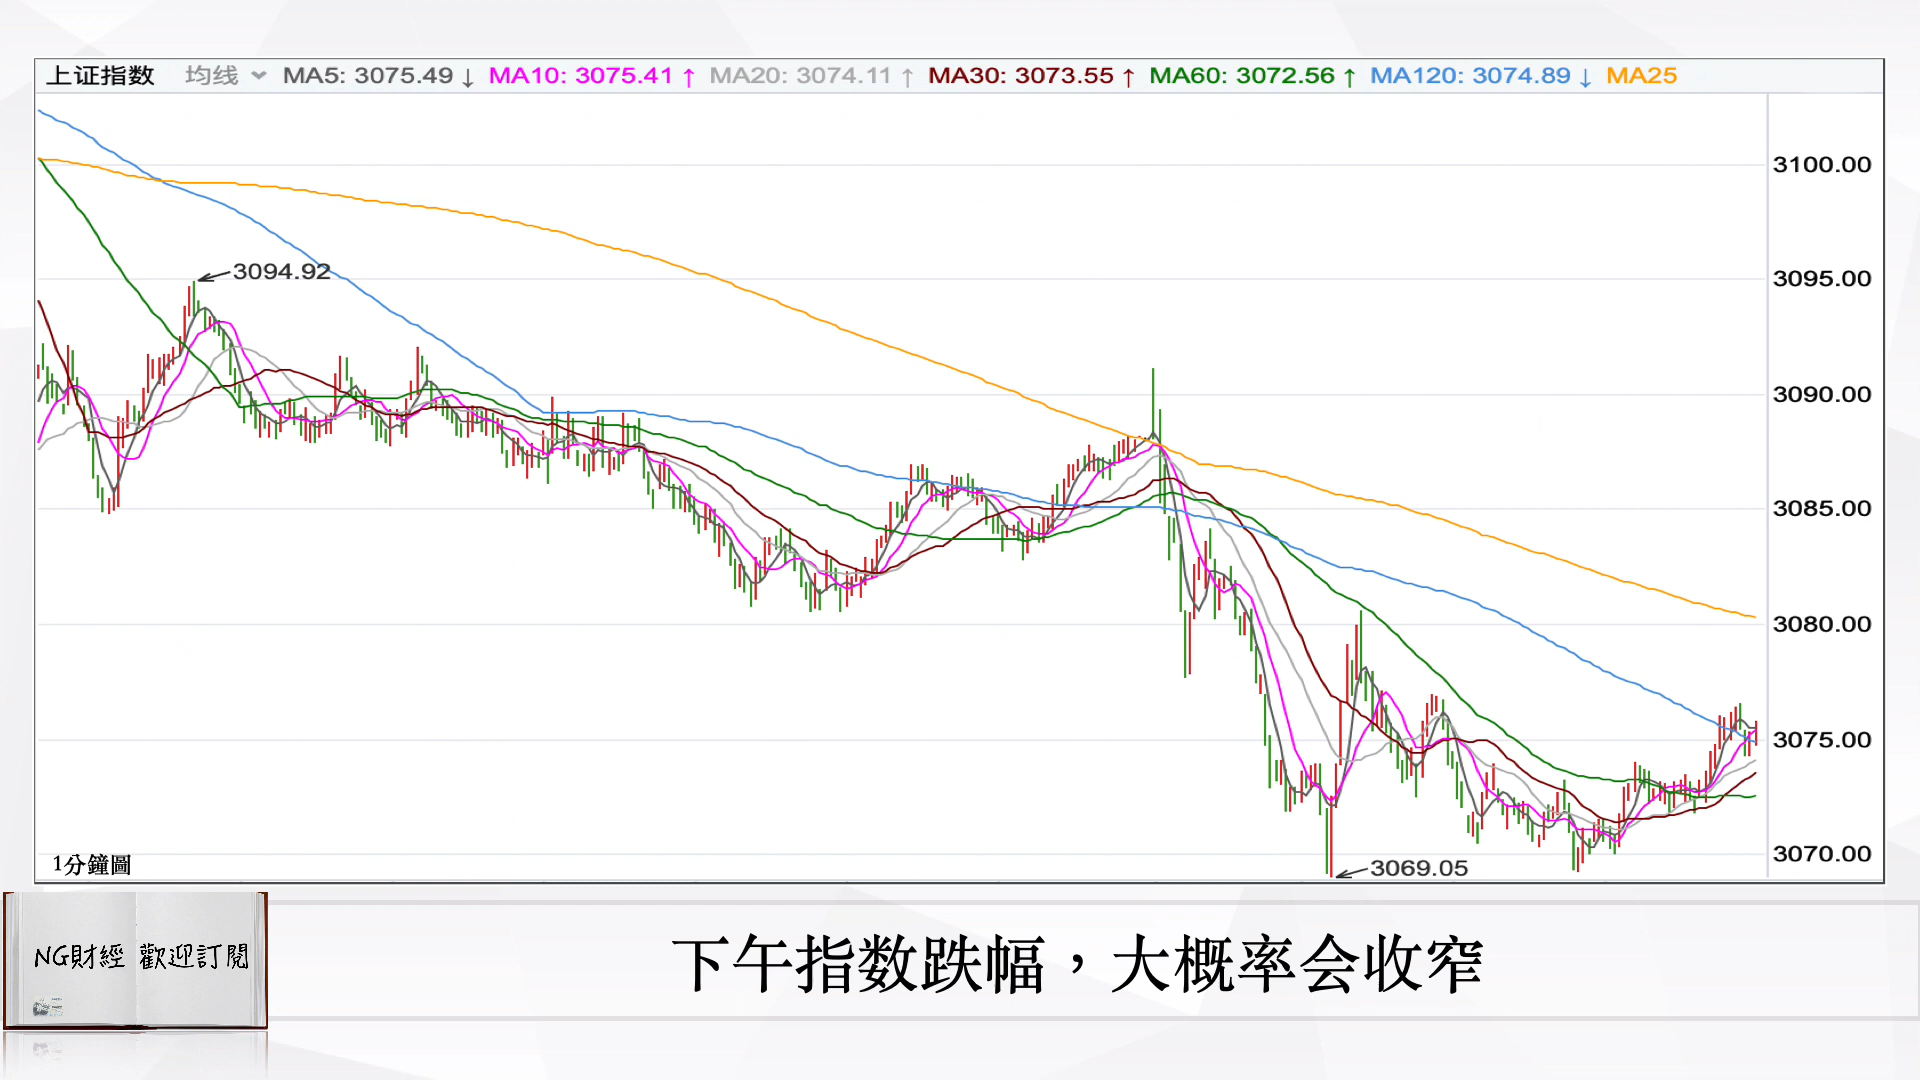 上证指数 均线 MA5: 3075.49 ↓ MA10: 3075.41 ↑ MA20: 3074.11 ↑ MA30: 3073.55 ↑ MA60: 3072.56 ↑ MA120: 3074.89 ↓ MA25
3100.00
3094.92
3095.00
3090.00
3085.00
3080.00
3075.00
3070.00
3069.05
1分鐘圖
NG財經 歡迎訂閱
下午指数跌幅，大概率会收窄